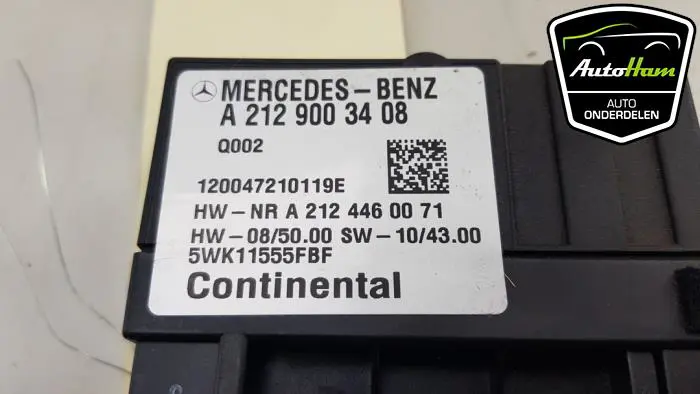 MERCEDES-BENZ
A 212 900 34 08
Q002
120047210119E
HW-NR A 212 446 00 71
HW-08/50.00 SW-10/43.00
5WK11555FBF
Continental
AutoHam
AUTO
ONDERDELEN